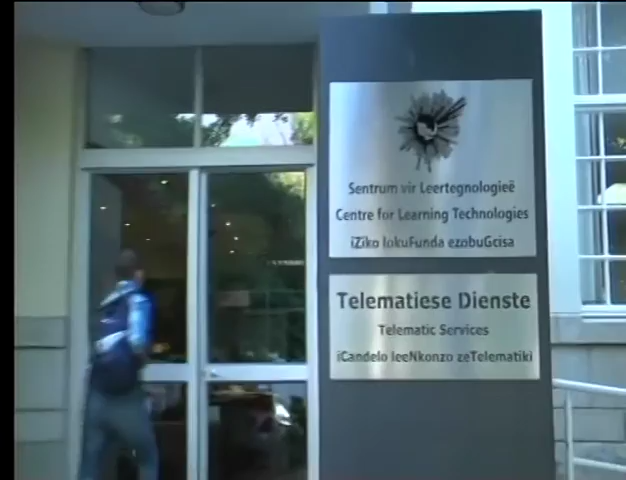 Sentrum vir Leertegnologieë
Centre for Learning Technologies
iZiko lokuFunda ezobuGcisa
Telematiese Dienste
Telematic Services
iCandelo leeNkonzo zeTelematiki